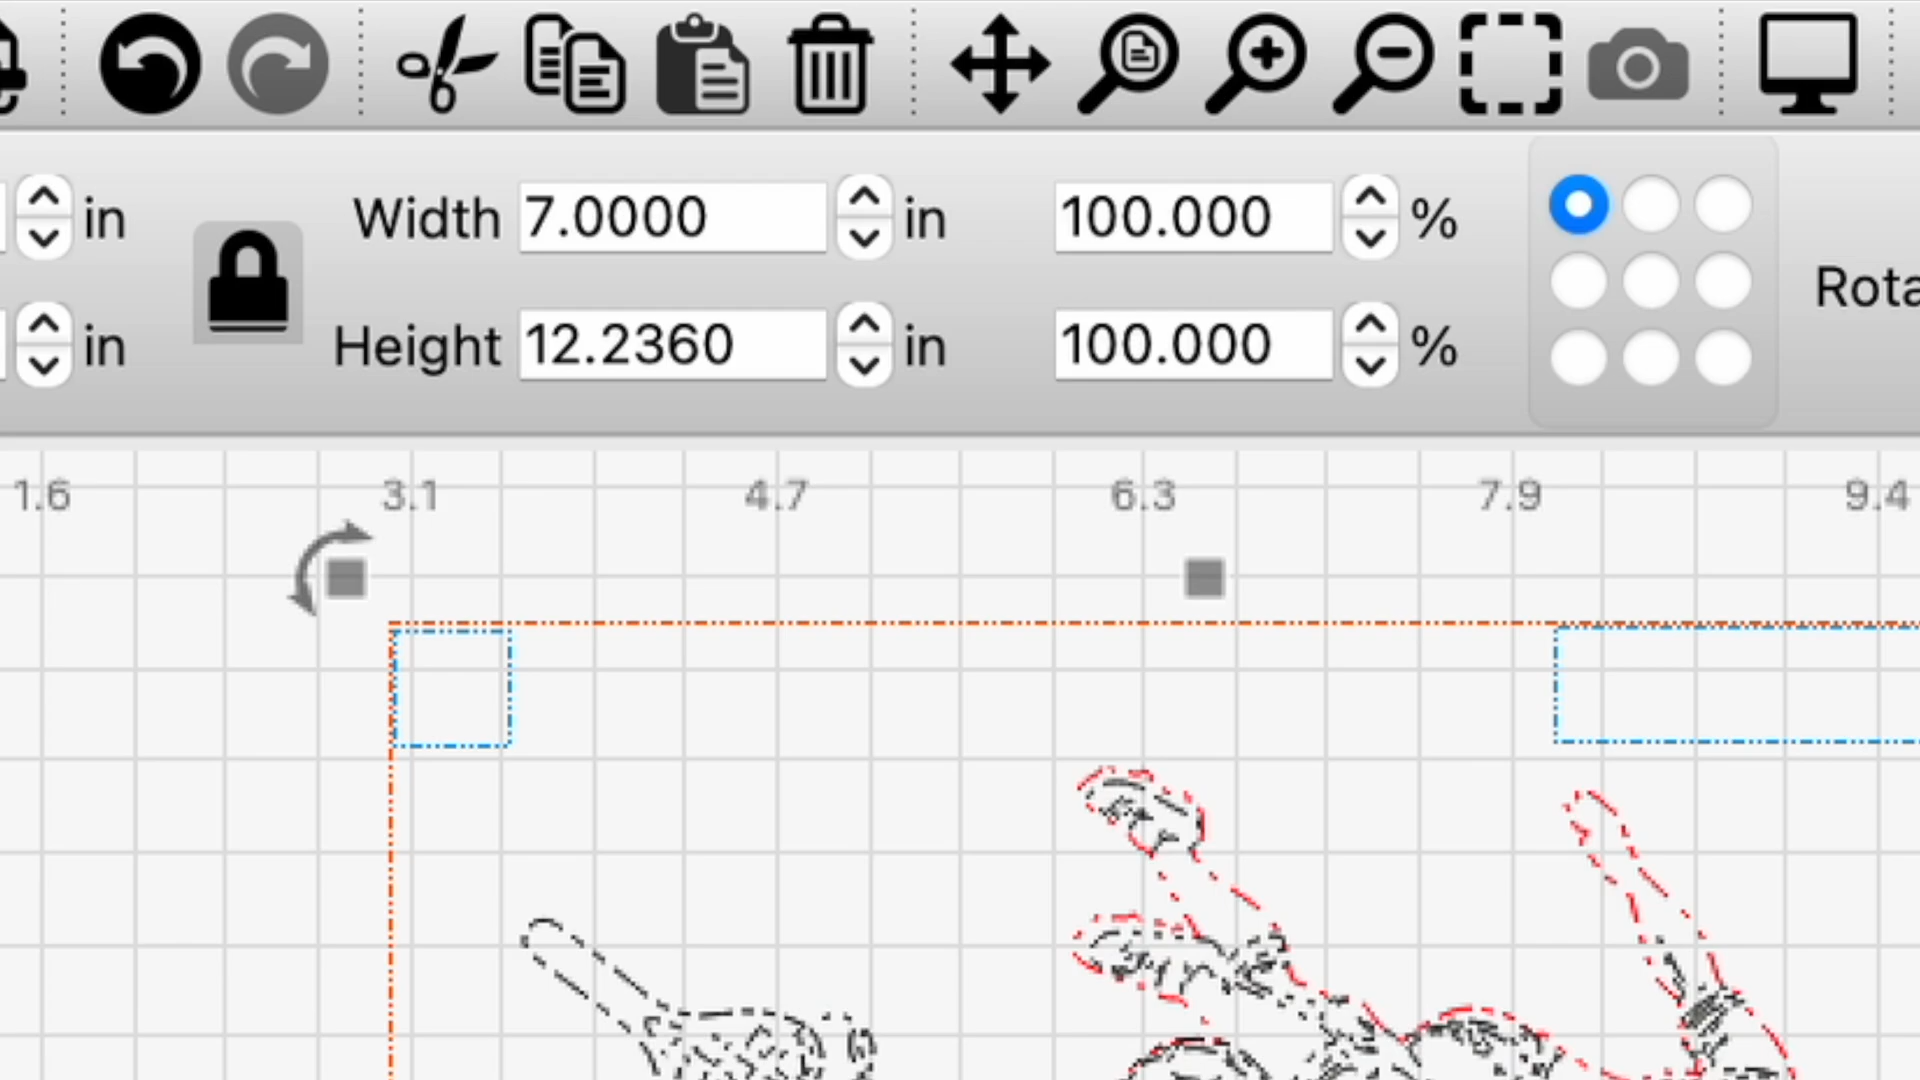 in Width 7.0000 in 100.000 %
in Height 12.2360 in 100.000 % Rota
1.6 3.1 4.7 6.3 7.9 9.4